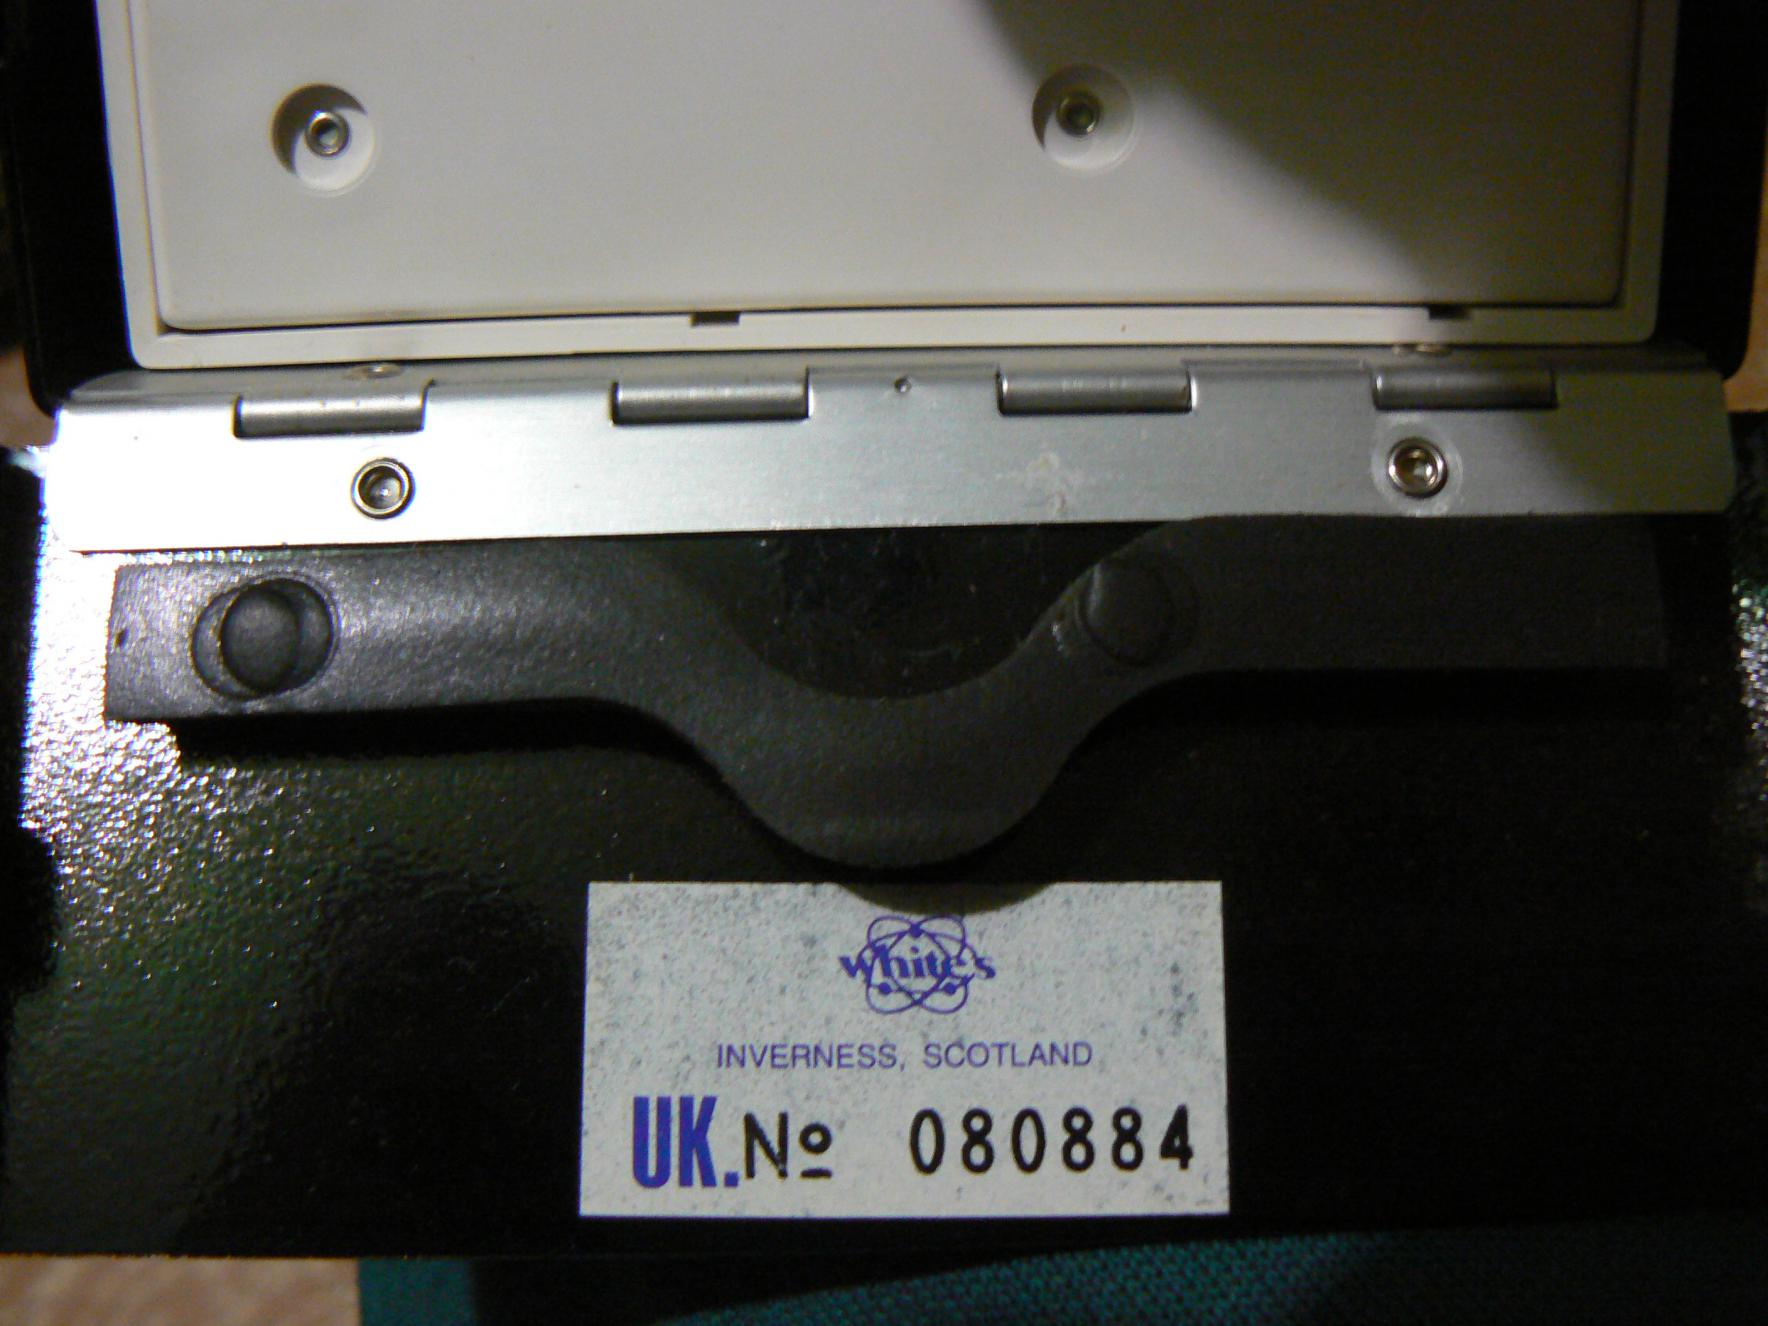 white's
INVERNESS, SCOTLAND
UK.Nº 080884